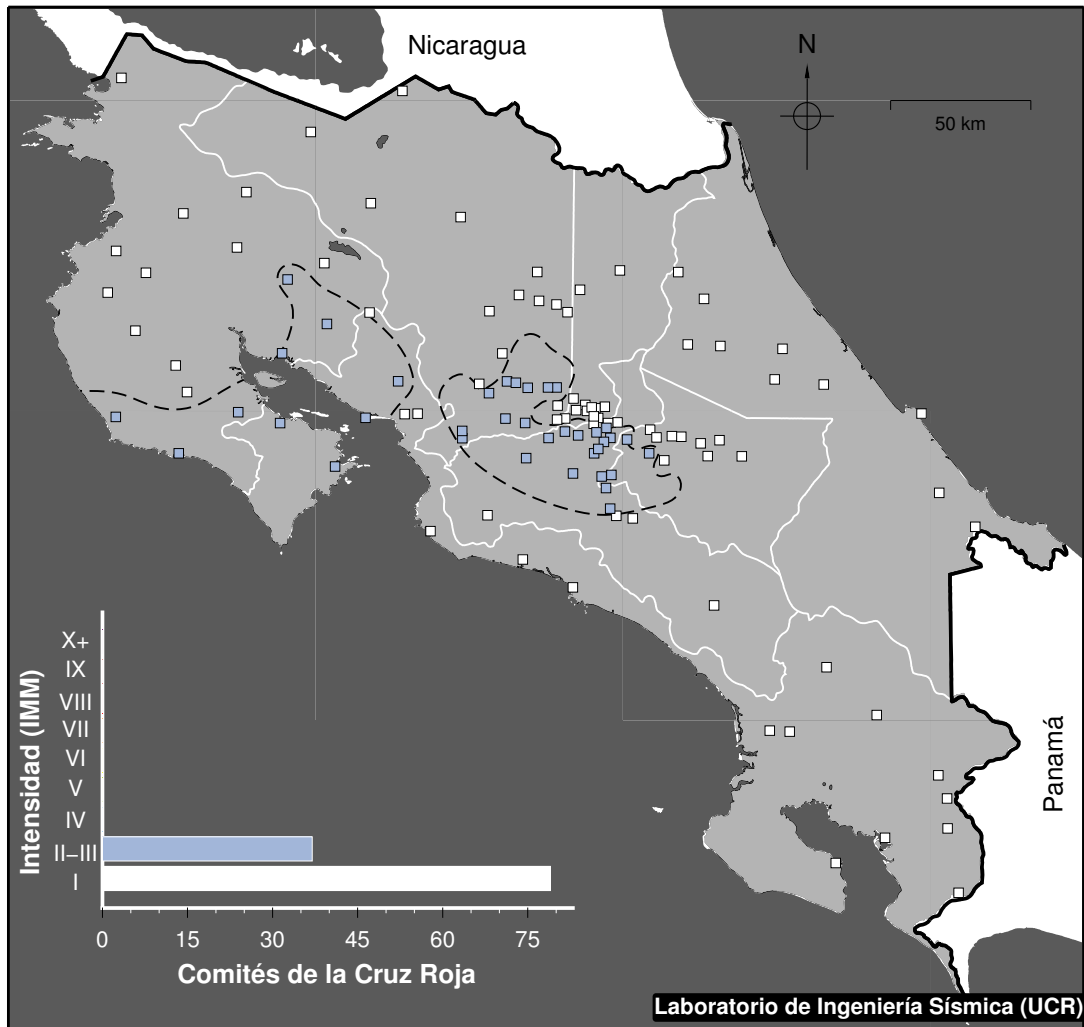 Nicaragua
N
50 km
Panamá
Intensidad (IMM)
X+
IX
VIII
VII
VI
V
IV
II–III
I
0 15 30 45 60 75
Comités de la Cruz Roja
Laboratorio de Ingeniería Sísmica (UCR)